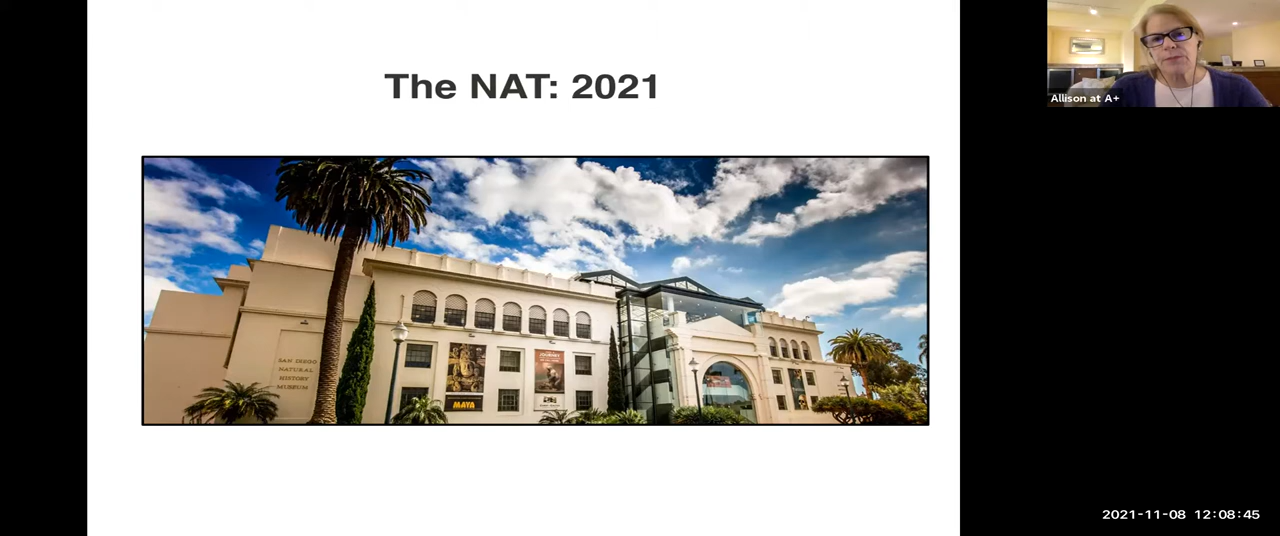 The NAT: 2021
Allison at A+
SAN DIEGO
NATURAL
HISTORY
MUSEUM
MAYA
JOURNEY
2021-11-08 12:08:45